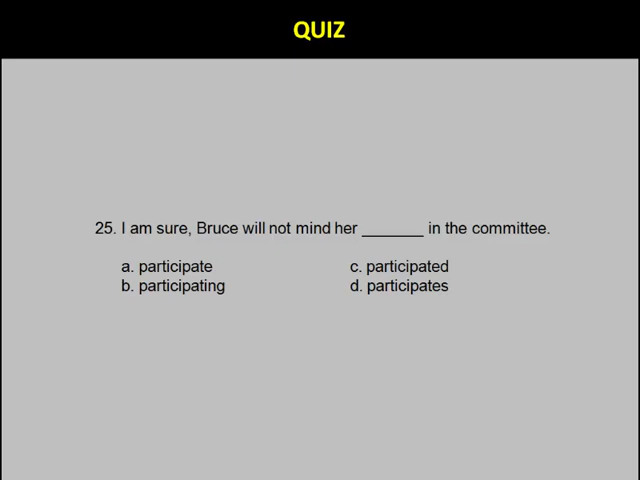 QUIZ
25. I am sure, Bruce will not mind her _______ in the committee.
a. participate c. participated
b. participating d. participates